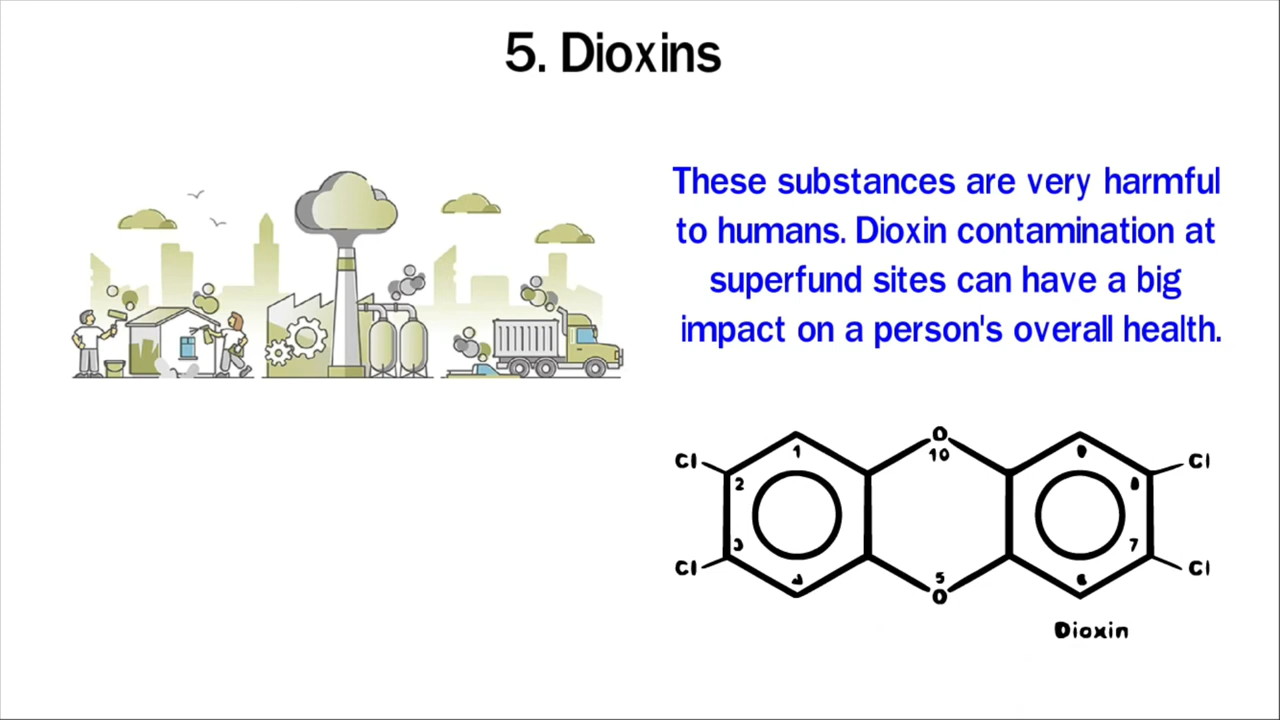 5. Dioxins
These substances are very harmful
to humans. Dioxin contamination at
superfund sites can have a big
impact on a person's overall health.
O
1 10 9
Cl Cl
2 8
3 7
Cl Cl
4 5 6
O
Dioxin